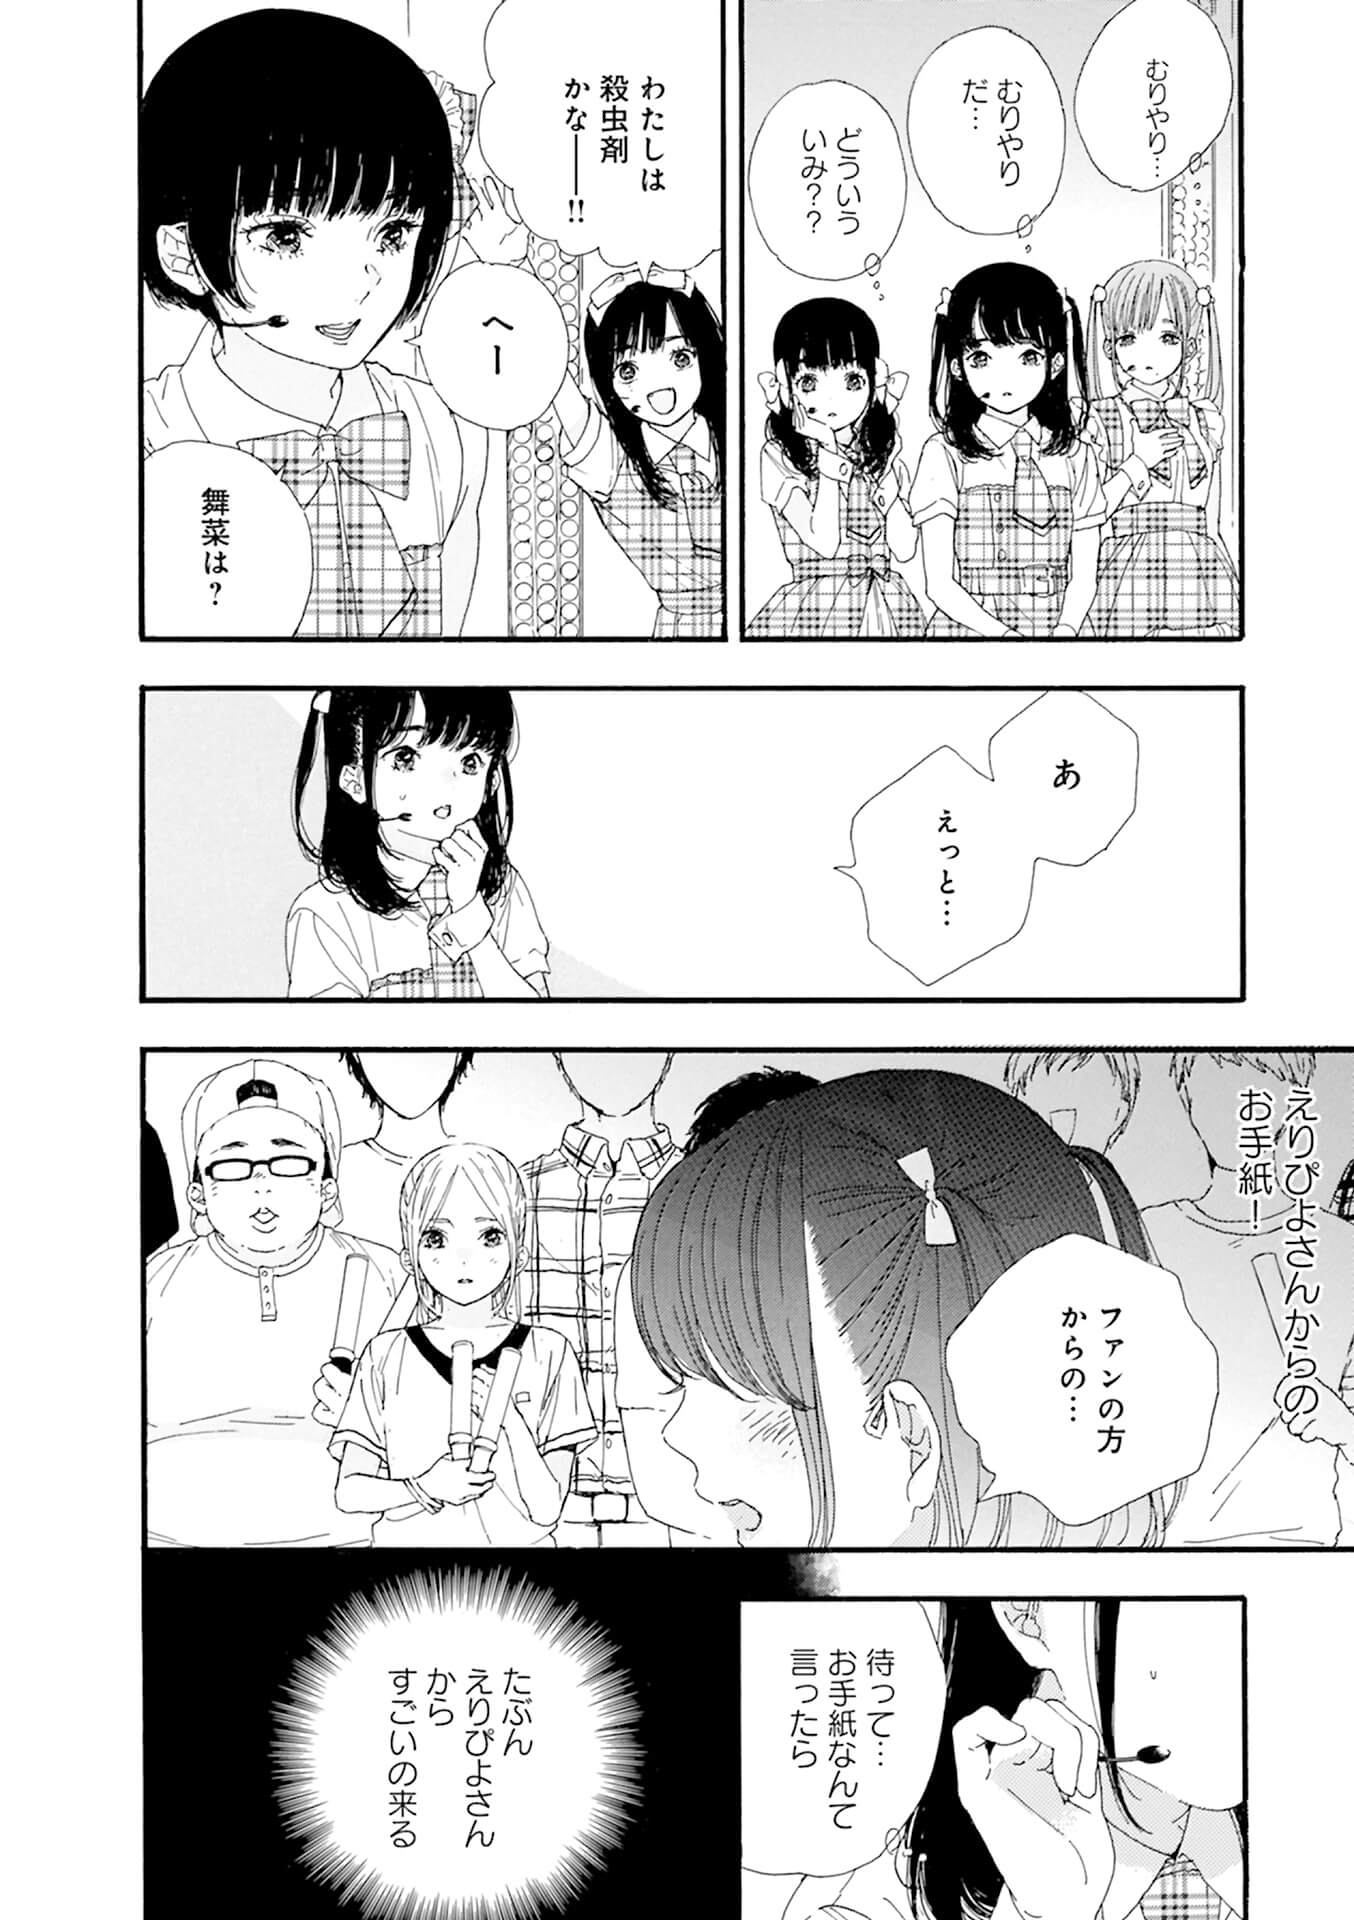 むりやり…
むりやり
だ…
どういう
いみ??
わたしは
殺虫剤
かなー!!
へー
舞菜は?
あ
えっと…
えりぴよさんからの
お手紙!
ファンの方
からの…
待って…
お手紙なんて
言ったら
たぶん
えりぴよさん
から
すごいの来る